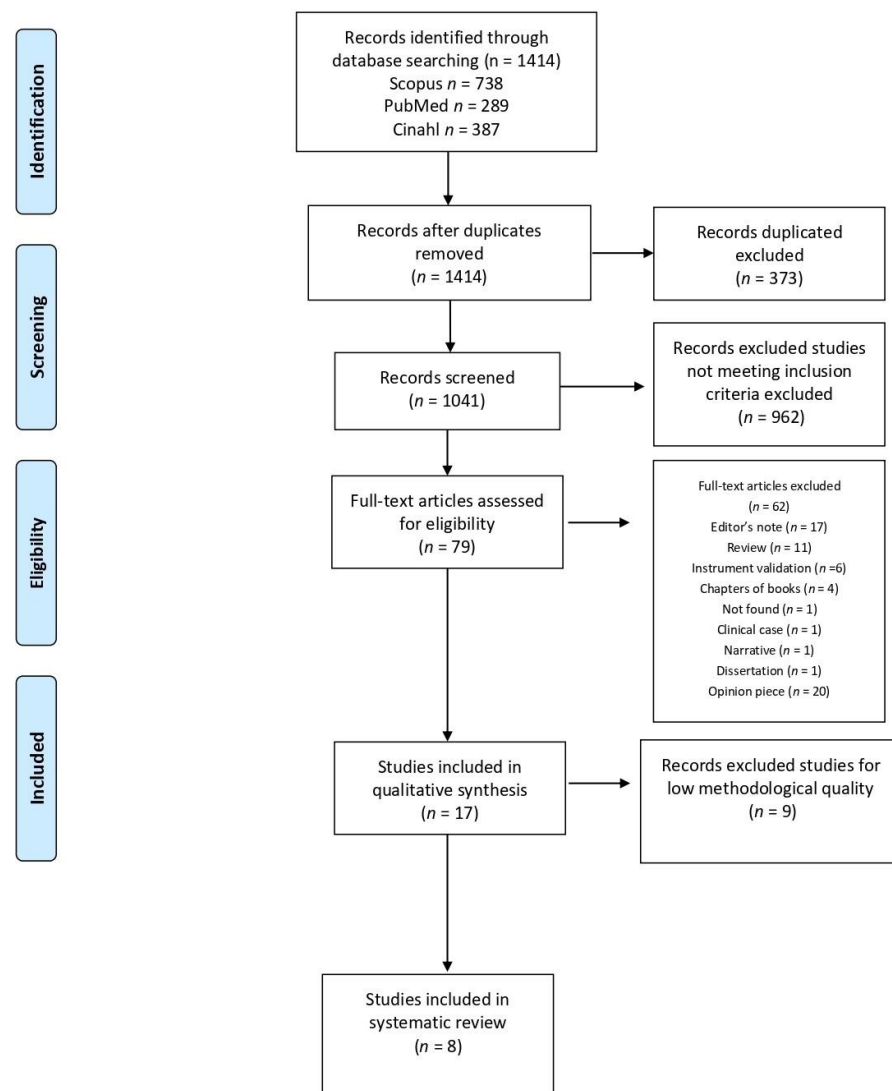 Identification
Records identified through
database searching (n = 1414)
Scopus n = 738
PubMed n = 289
Cinahl n = 387
Records after duplicates
removed
(n = 1414)
Records duplicated
excluded
(n = 373)
Screening
Records screened
(n = 1041)
Records excluded studies
not meeting inclusion
criteria excluded
(n = 962)
Eligibility
Full-text articles assessed
for eligibility
(n = 79)
Full-text articles excluded
(n = 62)
Editor's note (n = 17)
Review (n = 11)
Instrument validation (n =6)
Chapters of books (n = 4)
Not found (n = 1)
Clinical case (n = 1)
Narrative (n = 1)
Dissertation (n = 1)
Opinion piece (n = 20)
Included
Studies included in
qualitative synthesis
(n = 17)
Records excluded studies for
low methodological quality
(n = 9)
Studies included in
systematic review
(n = 8)